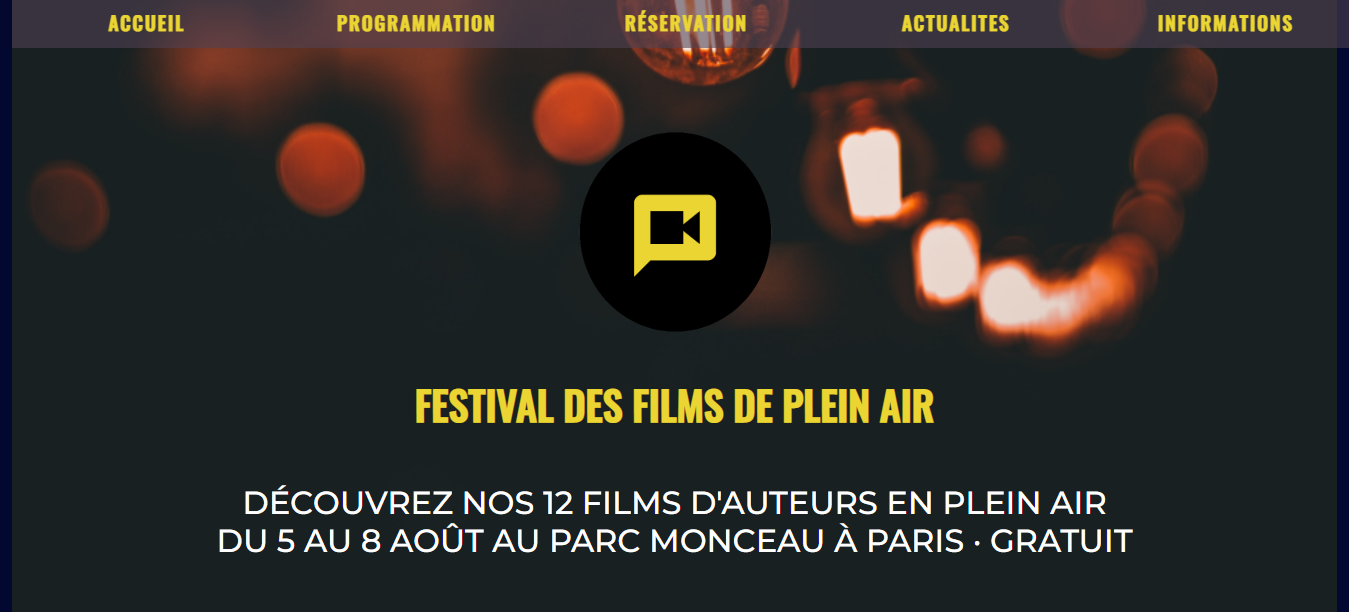 ACCUEIL PROGRAMMATION RÉSERVATION ACTUALITES INFORMATIONS
FESTIVAL DES FILMS DE PLEIN AIR
DÉCOUVREZ NOS 12 FILMS D'AUTEURS EN PLEIN AIR
DU 5 AU 8 AOÛT AU PARC MONCEAU À PARIS · GRATUIT